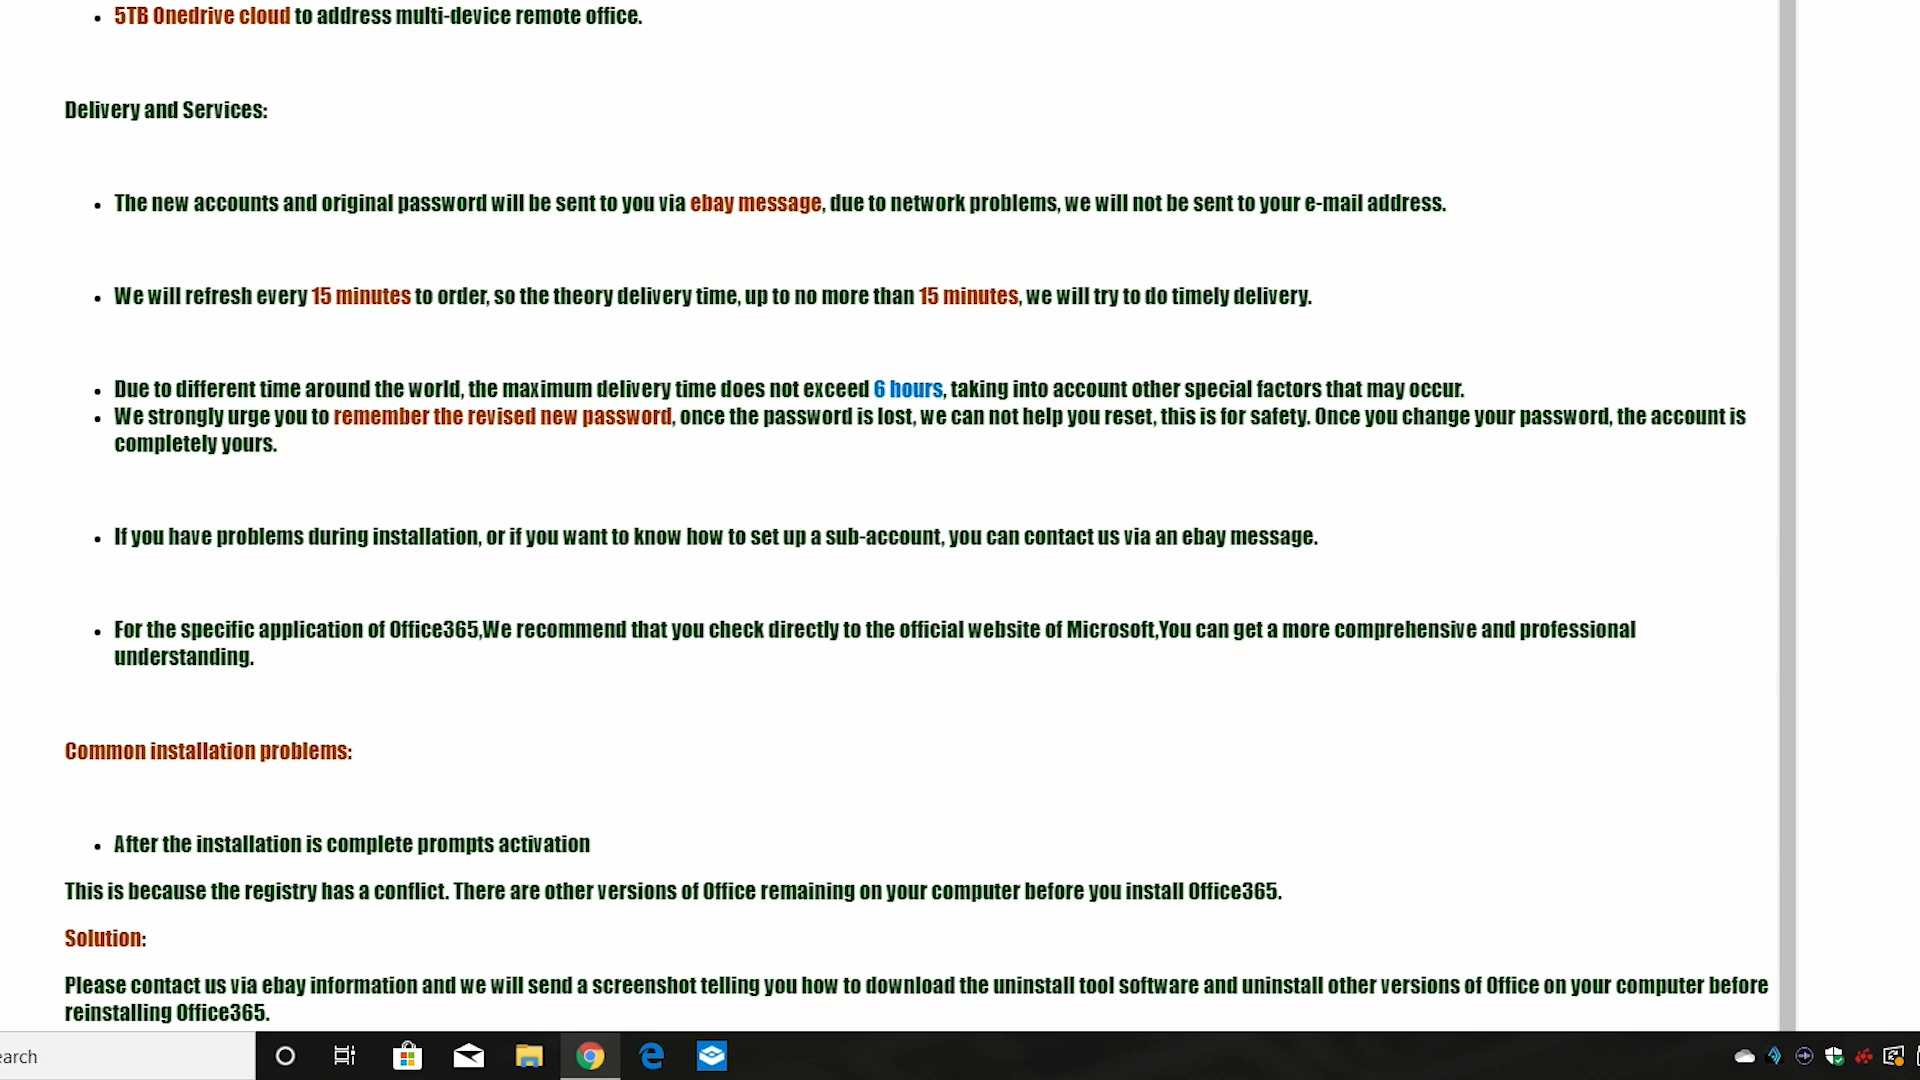 5TB Onedrive cloud to address multi-device remote office.
Delivery and Services:
The new accounts and original password will be sent to you via ebay message, due to network problems, we will not be sent to your e-mail address.
We will refresh every 15 minutes to order, so the theory delivery time, up to no more than 15 minutes, we will try to do timely delivery.
Due to different time around the world, the maximum delivery time does not exceed 6 hours, taking into account other special factors that may occur.
We strongly urge you to remember the revised new password, once the password is lost, we can not help you reset, this is for safety. Once you change your password, the account is
completely yours.
If you have problems during installation, or if you want to know how to set up a sub-account, you can contact us via an ebay message.
For the specific application of Office365,We recommend that you check directly to the official website of Microsoft,You can get a more comprehensive and professional
understanding.
Common installation problems:
After the installation is complete prompts activation
This is because the registry has a conflict. There are other versions of Office remaining on your computer before you install Office365.
Solution:
Please contact us via ebay information and we will send a screenshot telling you how to download the uninstall tool software and uninstall other versions of Office on your computer before
reinstalling Office365.
earch